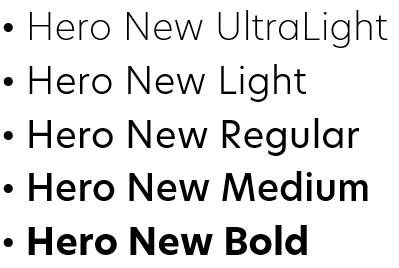 • Hero New UltraLight
• Hero New Light
• Hero New Regular
• Hero New Medium
• Hero New Bold